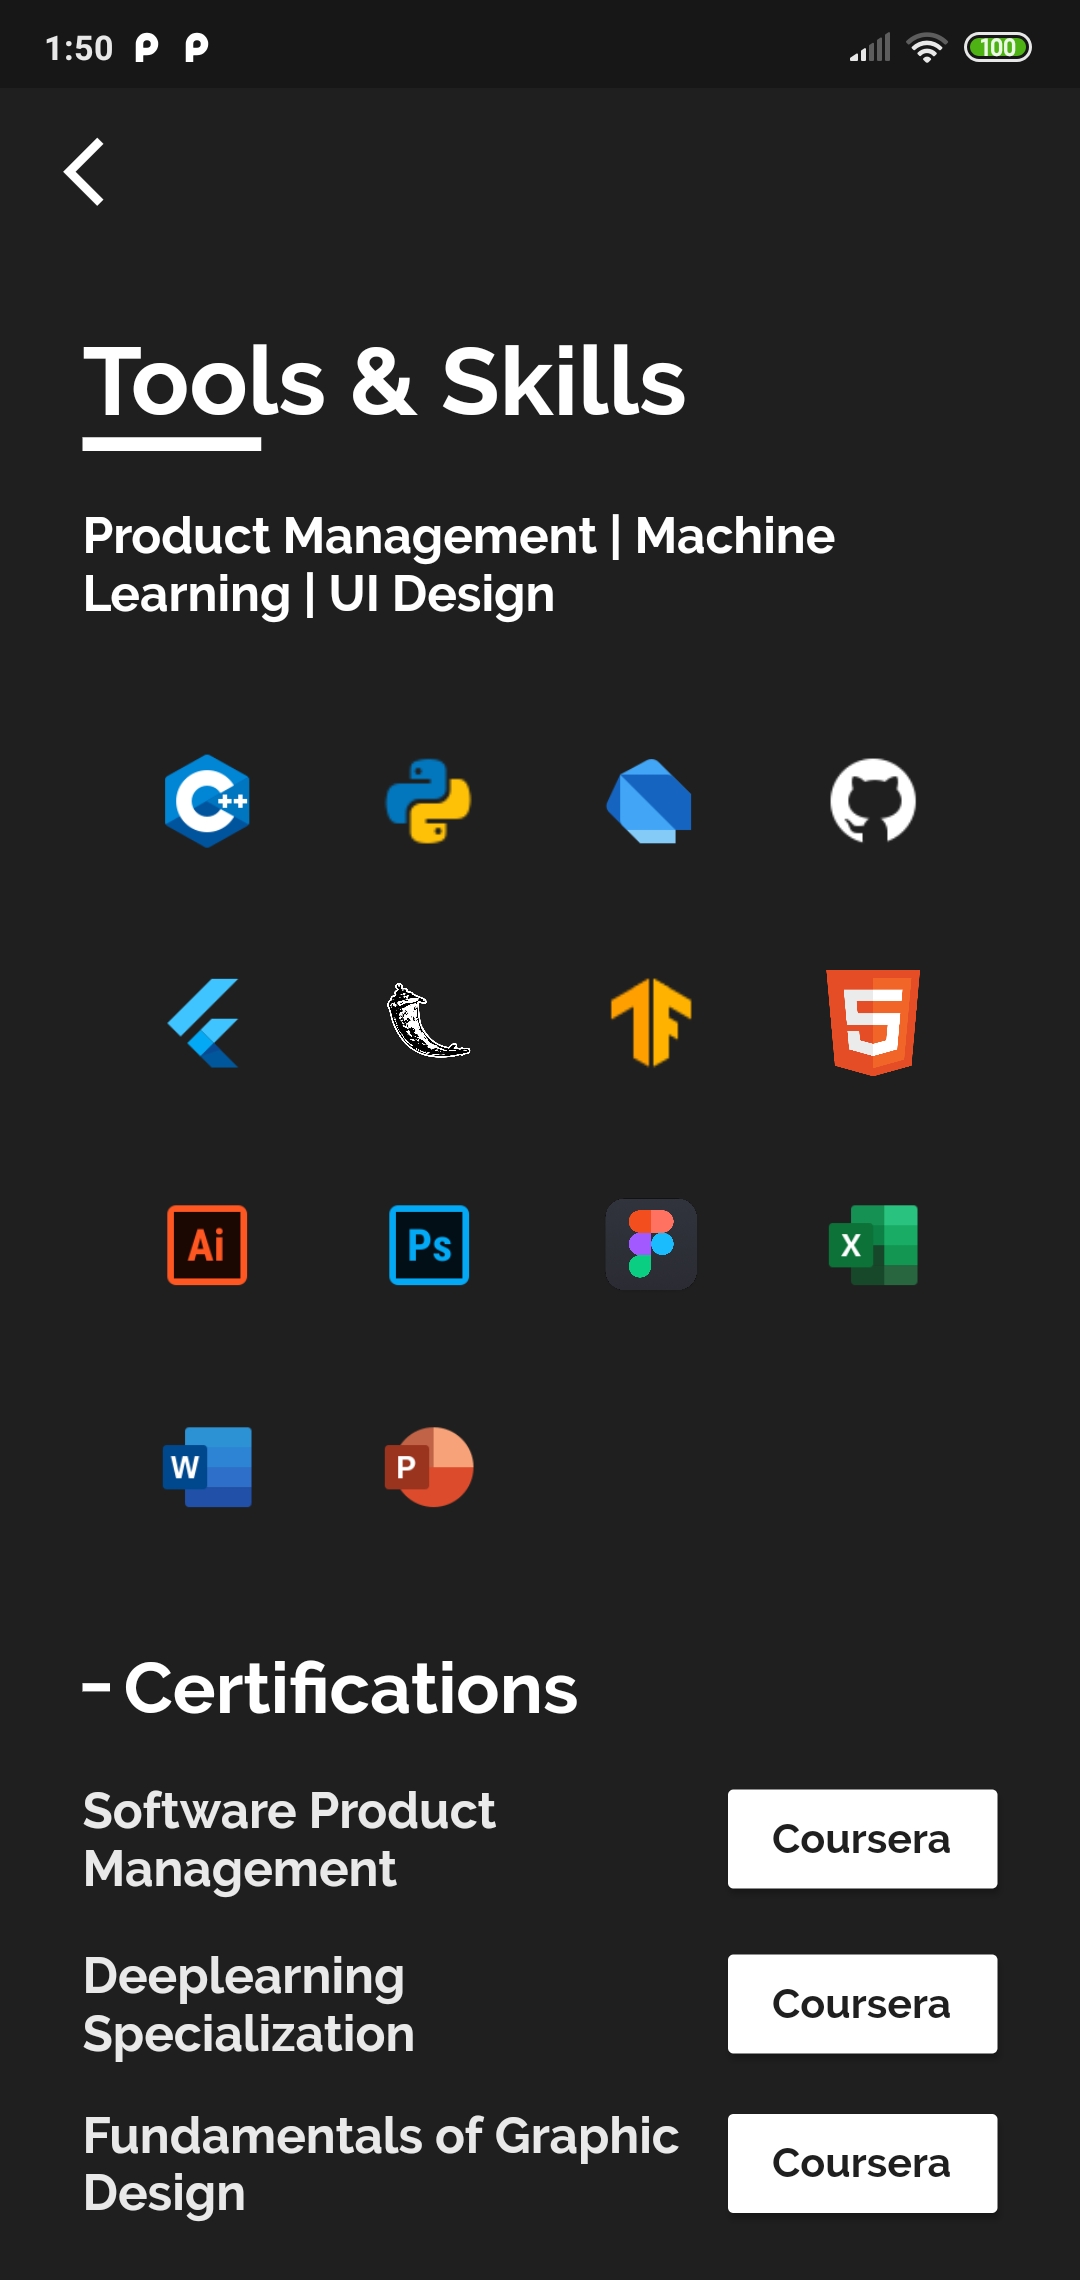 1:50
100
Tools & Skills
Product Management | Machine
Learning | UI Design
C++
5
Ai
Ps
X
W
P
- Certifications
Software Product
Management
Coursera
Deeplearning
Specialization
Coursera
Fundamentals of Graphic
Design
Coursera